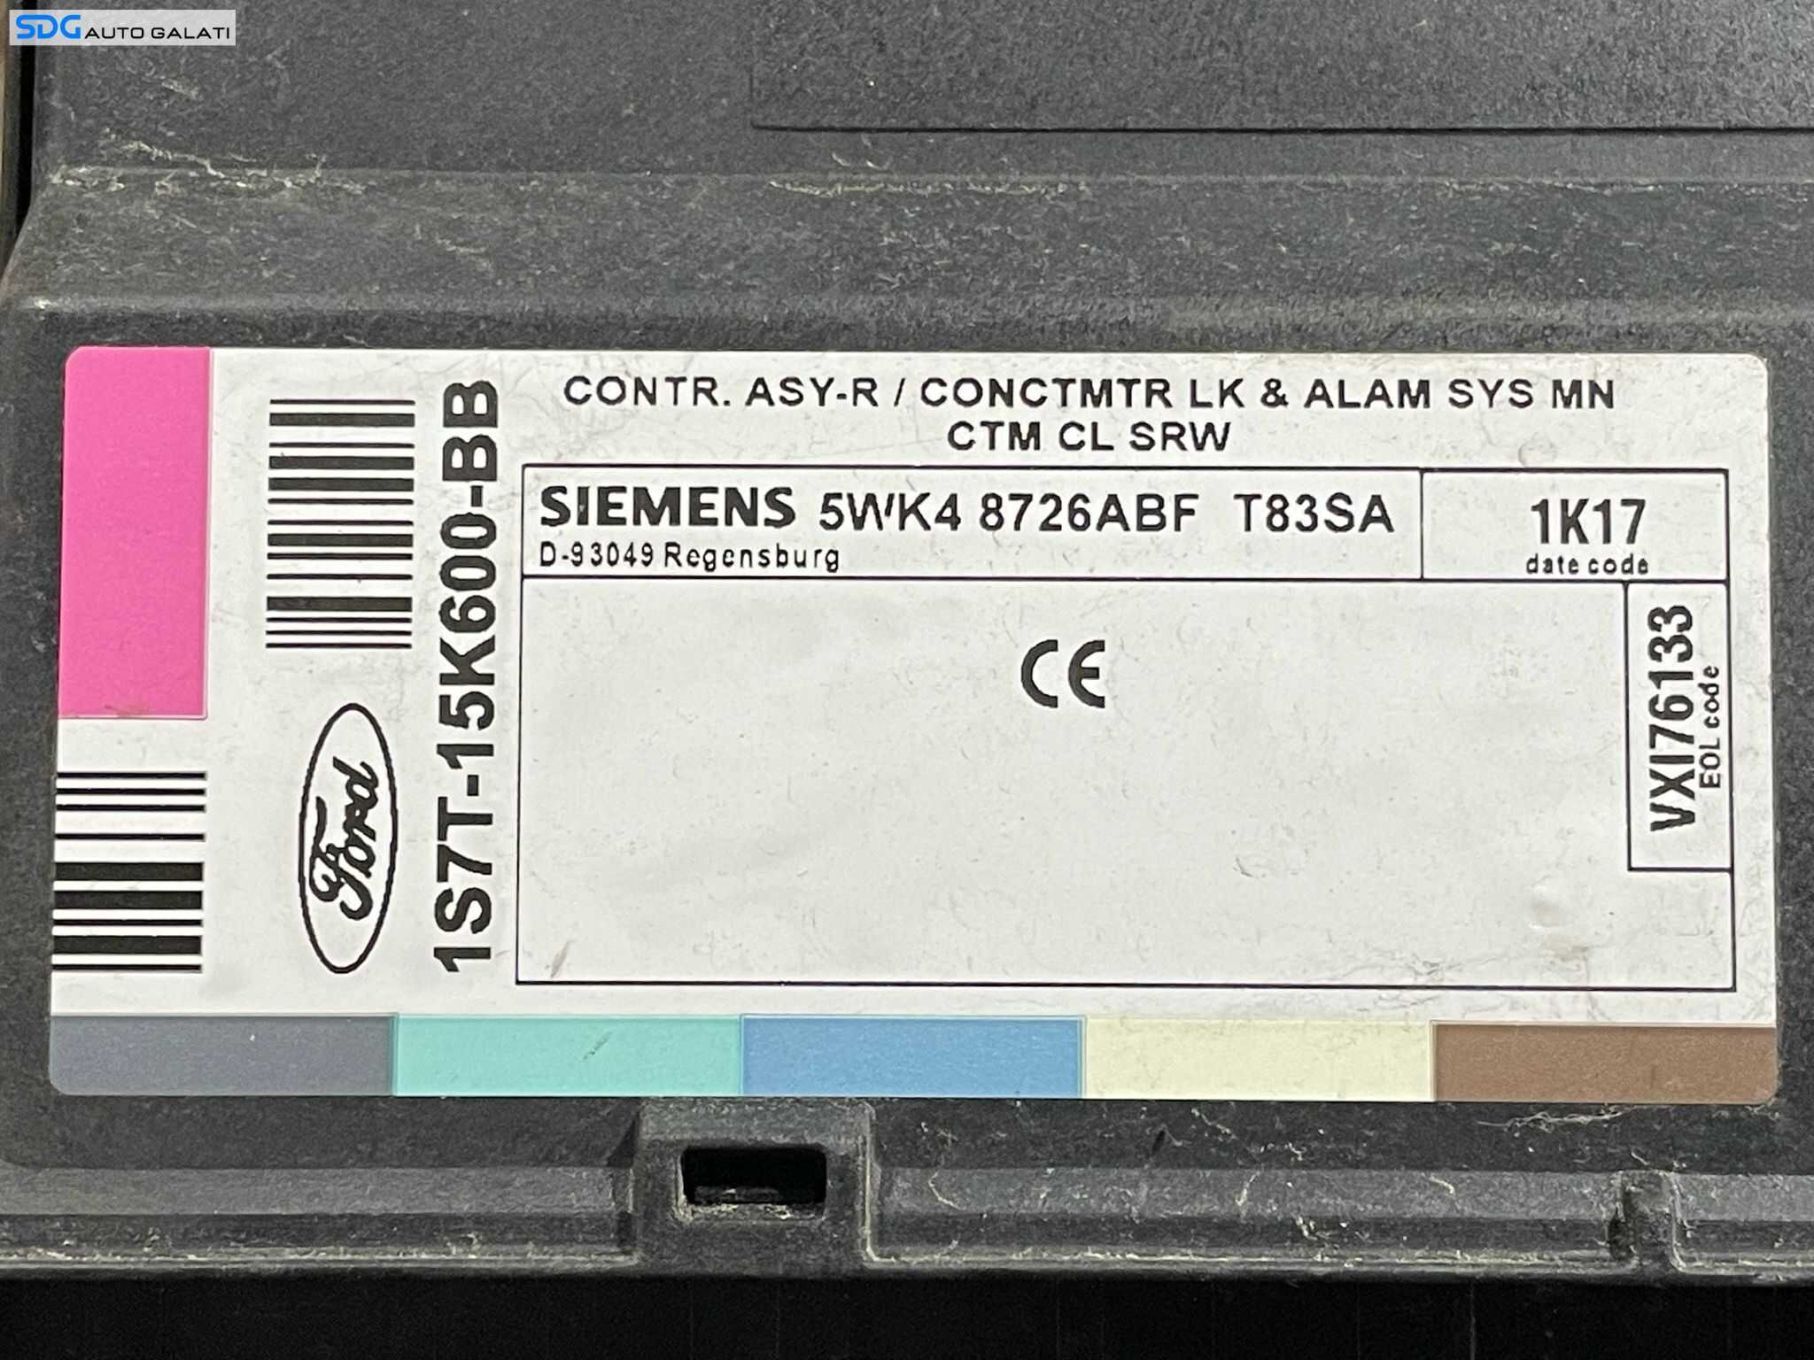 SDG AUTO GALATI
CONTR. ASY-R / CONCTMTR LK & ALAM SYS MN
CTM CL SRW
SIEMENS 5WK4 8726ABF T83SA
D-93049 Regensburg
1K17
date code
VXI76133
EOL code
CE
Ford
1S7T-15K600-BB